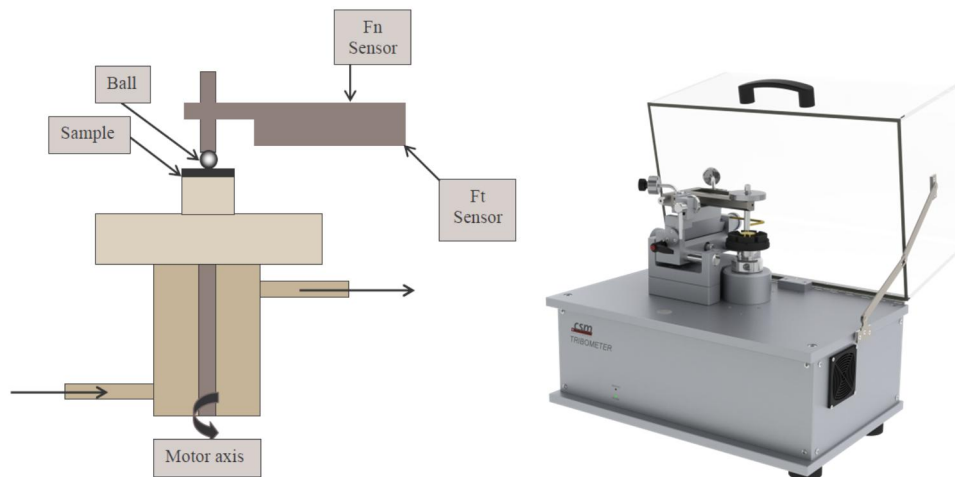 Fn
Sensor
Ball
Sample
Ft
Sensor
Motor axis
csm
TRIBOMETER